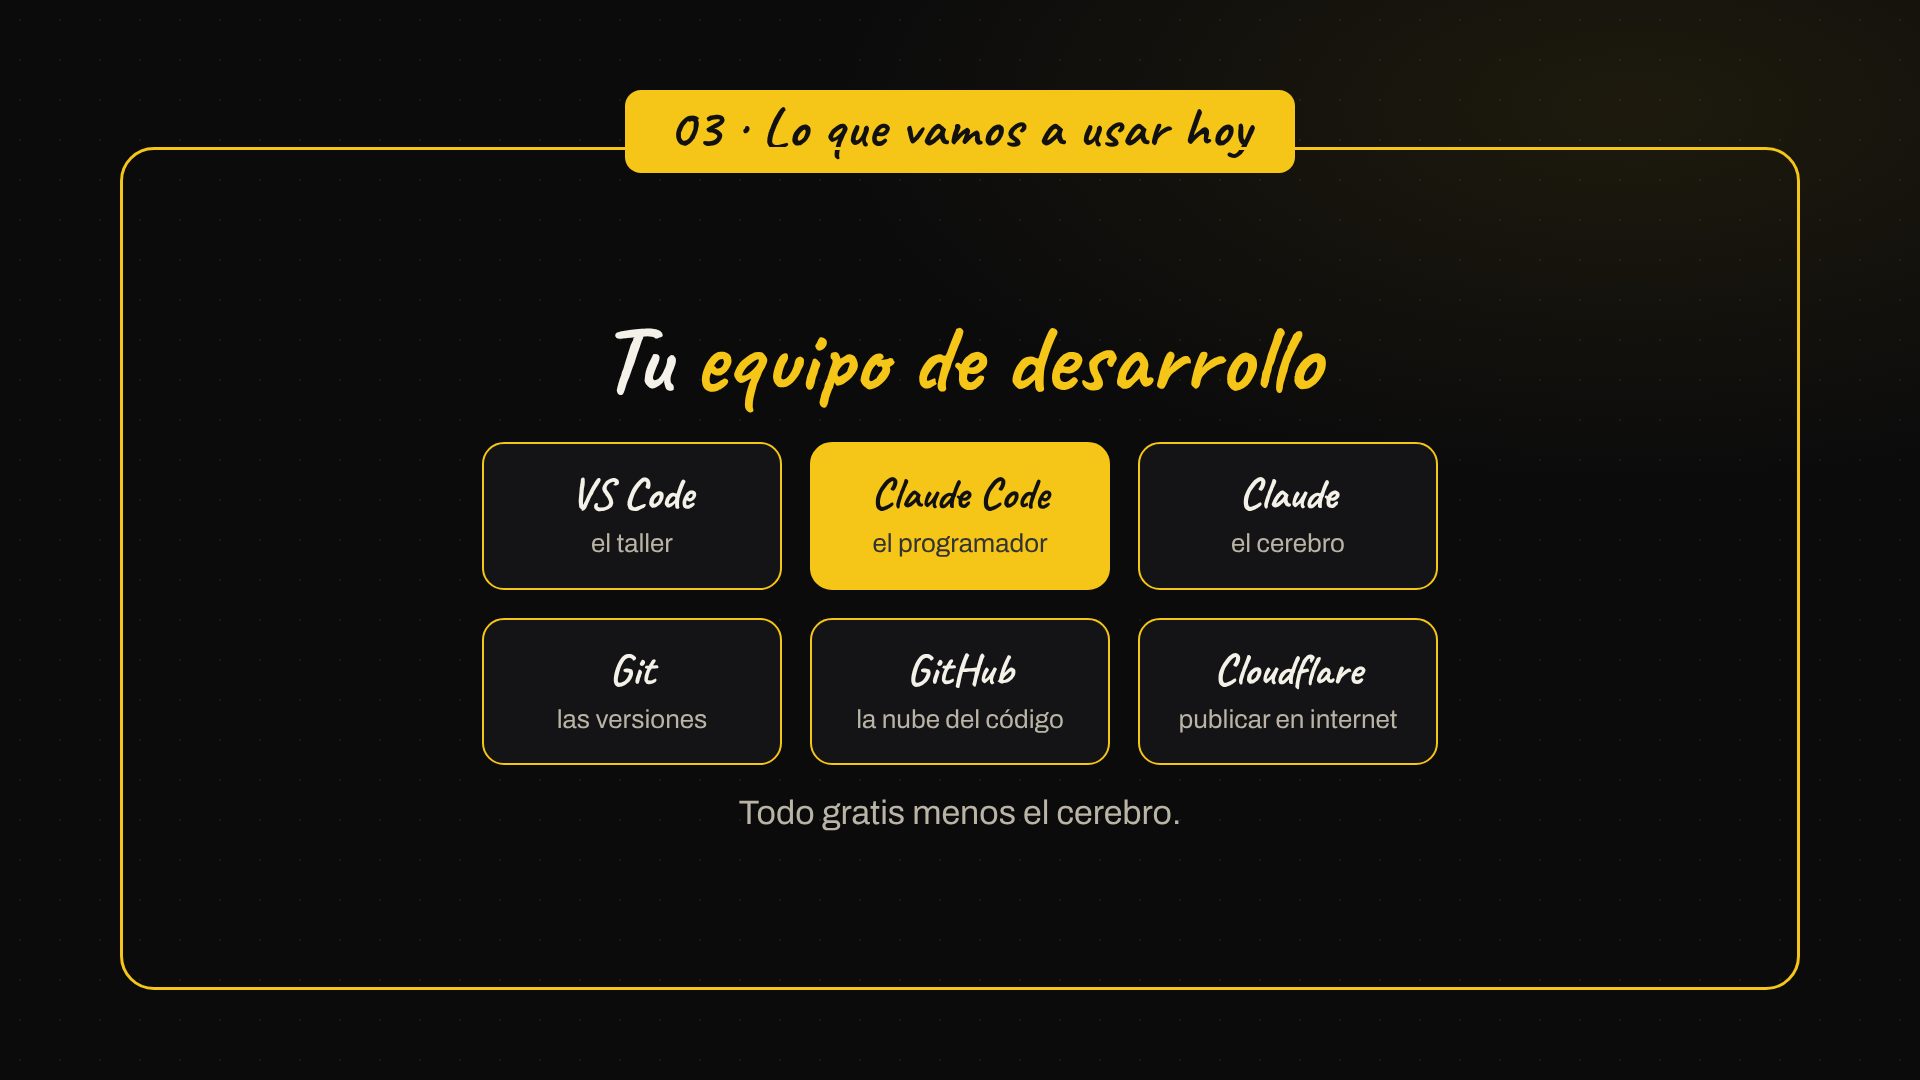 03 · Lo que vamos a usar hoy
Tu equipo de desarrollo
VS Code
el taller
Claude Code
el programador
Claude
el cerebro
Git
las versiones
GitHub
la nube del código
Cloudflare
publicar en internet
Todo gratis menos el cerebro.